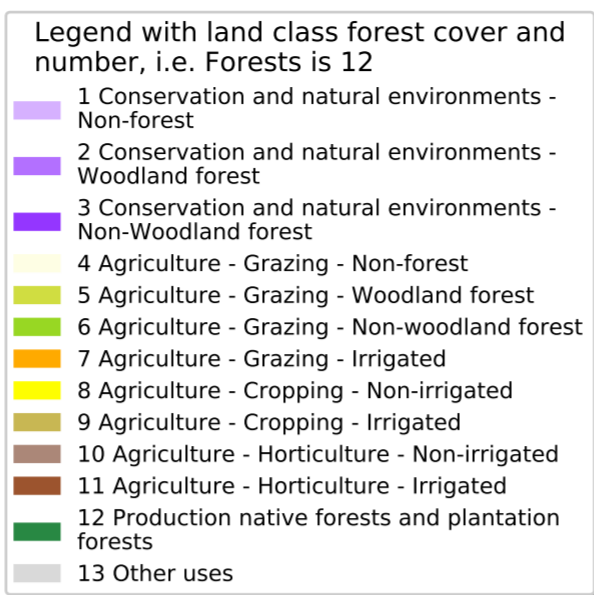 Legend with land class forest cover and
number, i.e. Forests is 12
1 Conservation and natural environments -
Non-forest
2 Conservation and natural environments -
Woodland forest
3 Conservation and natural environments -
Non-Woodland forest
4 Agriculture - Grazing - Non-forest
5 Agriculture - Grazing - Woodland forest
6 Agriculture - Grazing - Non-woodland forest
7 Agriculture - Grazing - Irrigated
8 Agriculture - Cropping - Non-irrigated
9 Agriculture - Cropping - Irrigated
10 Agriculture - Horticulture - Non-irrigated
11 Agriculture - Horticulture - Irrigated
12 Production native forests and plantation
forests
13 Other uses